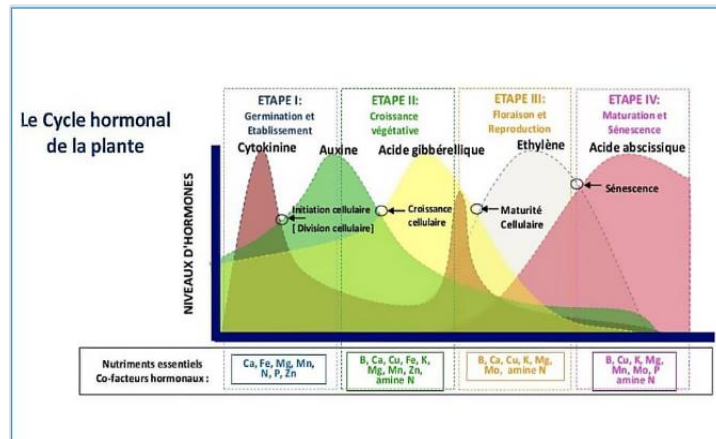 Le Cycle hormonal
de la plante
ETAPE I:
Germination et
Etablissement
ETAPE II:
Croissance
végétative
ETAPE III:
Floraison et
Reproduction
ETAPE IV:
Maturation et
Sénescence
Cytokinine
Auxine
Acide gibbérellique
Ethylène
Acide abscissique
NIVEAUX D'HORMONES
Initiation cellulaire
[ Division cellulaire]
Croissance
cellulaire
Maturité
Cellulaire
Sénescence
Nutriments essentiels
Co-facteurs hormonaux :
Ca, Fe, Mg, Mn,
N, P, Zn
B, Ca, Cu, Fe, K,
Mg, Mn, Zn,
amine N
B, Ca, Cu, K, Mg,
Mo, amine N
B, Cu, K, Mg,
Mn, Mo, P
amine N